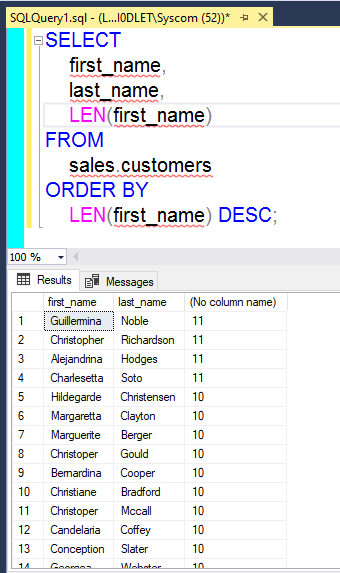 SQLQuery1.sql - (L...I0DLET\Syscom (52))*
SELECT
first_name,
last_name,
LEN(first_name)
FROM
sales.customers
ORDER BY
LEN(first_name) DESC;
100 %
Results Messages
first_name last_name (No column name)
1 Guillermina Noble 11
2 Christopher Richardson 11
3 Alejandrina Hodges 11
4 Charlesetta Soto 11
5 Hildegarde Christensen 10
6 Margaretta Clayton 10
7 Marguerite Berger 10
8 Christoper Gould 10
9 Bernardina Cooper 10
10 Christiane Bradford 10
11 Christoper Mccall 10
12 Candelaria Coffey 10
13 Conception Slater 10
14 Webster 10